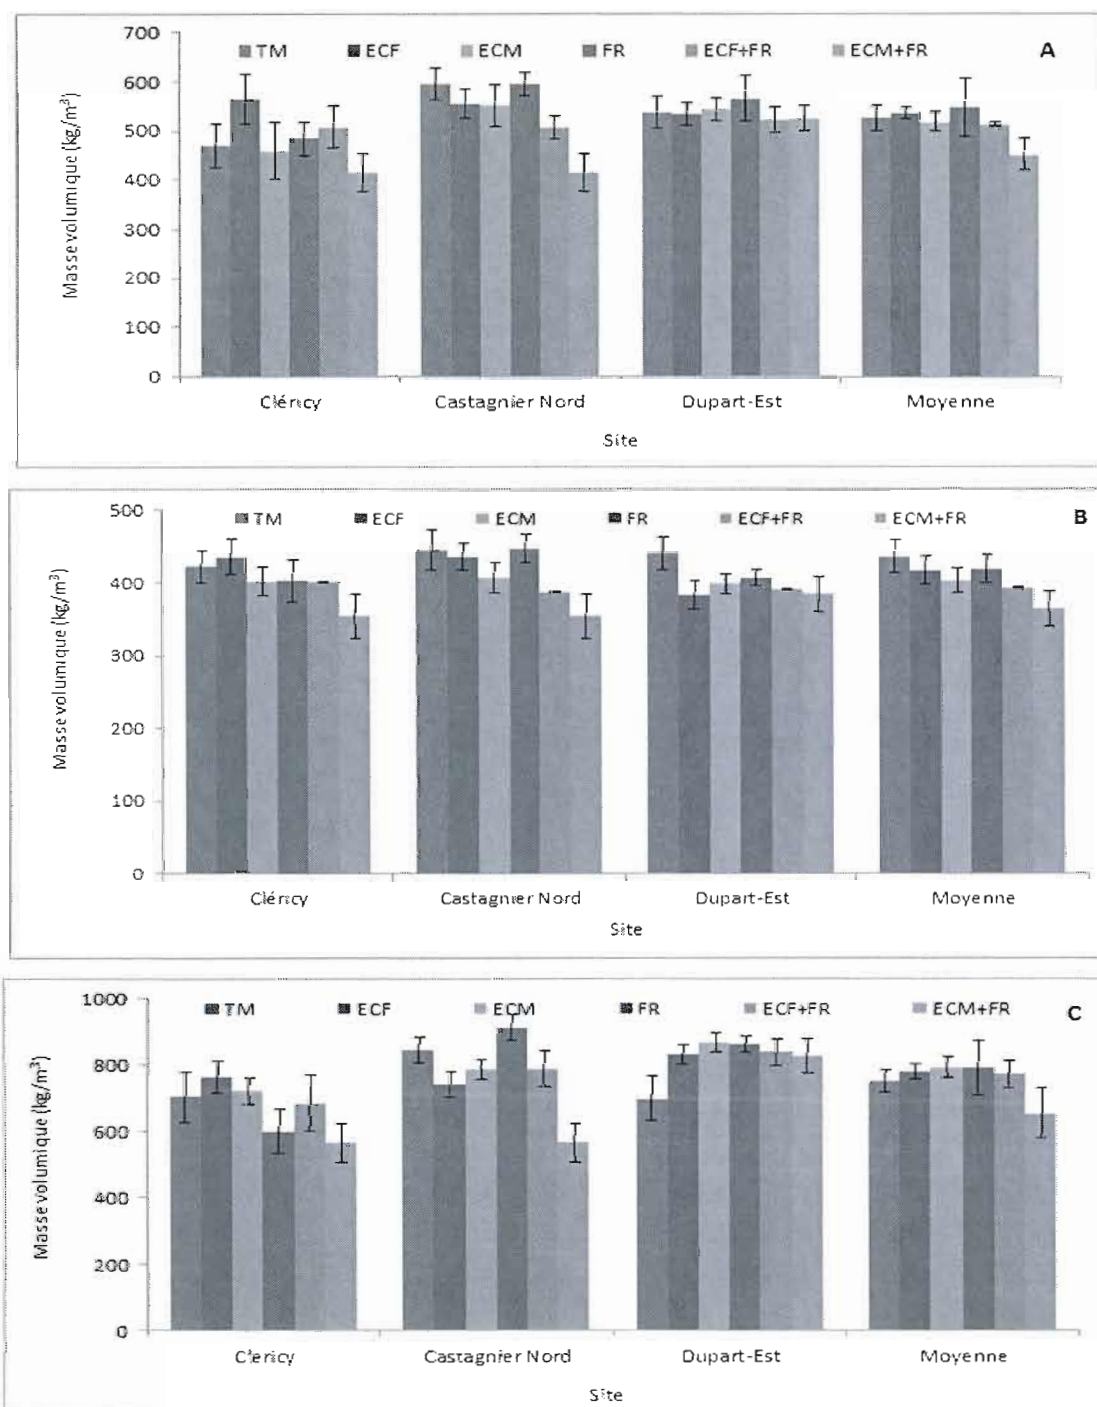 700
TM ECF ECM FR ECF+FR ECM+FR A
600
500
400
300
200
100
0
Masse volumique (kg/m³)
Cléricy Castagnier Nord Dupart-Est Moyenne
Site
500
TM ECF ECM FR ECF+FR ECM+FR B
400
300
200
100
0
Masse volumique (kg/m³)
Cléricy Castagnier Nord Dupart-Est Moyenne
Site
1000
TM ECF ECM FR ECF+FR ECM+FR C
800
600
400
200
0
Masse volumique (kg/m³)
Clericy Castagnier Nord Dupart-Est Moyenne
Site